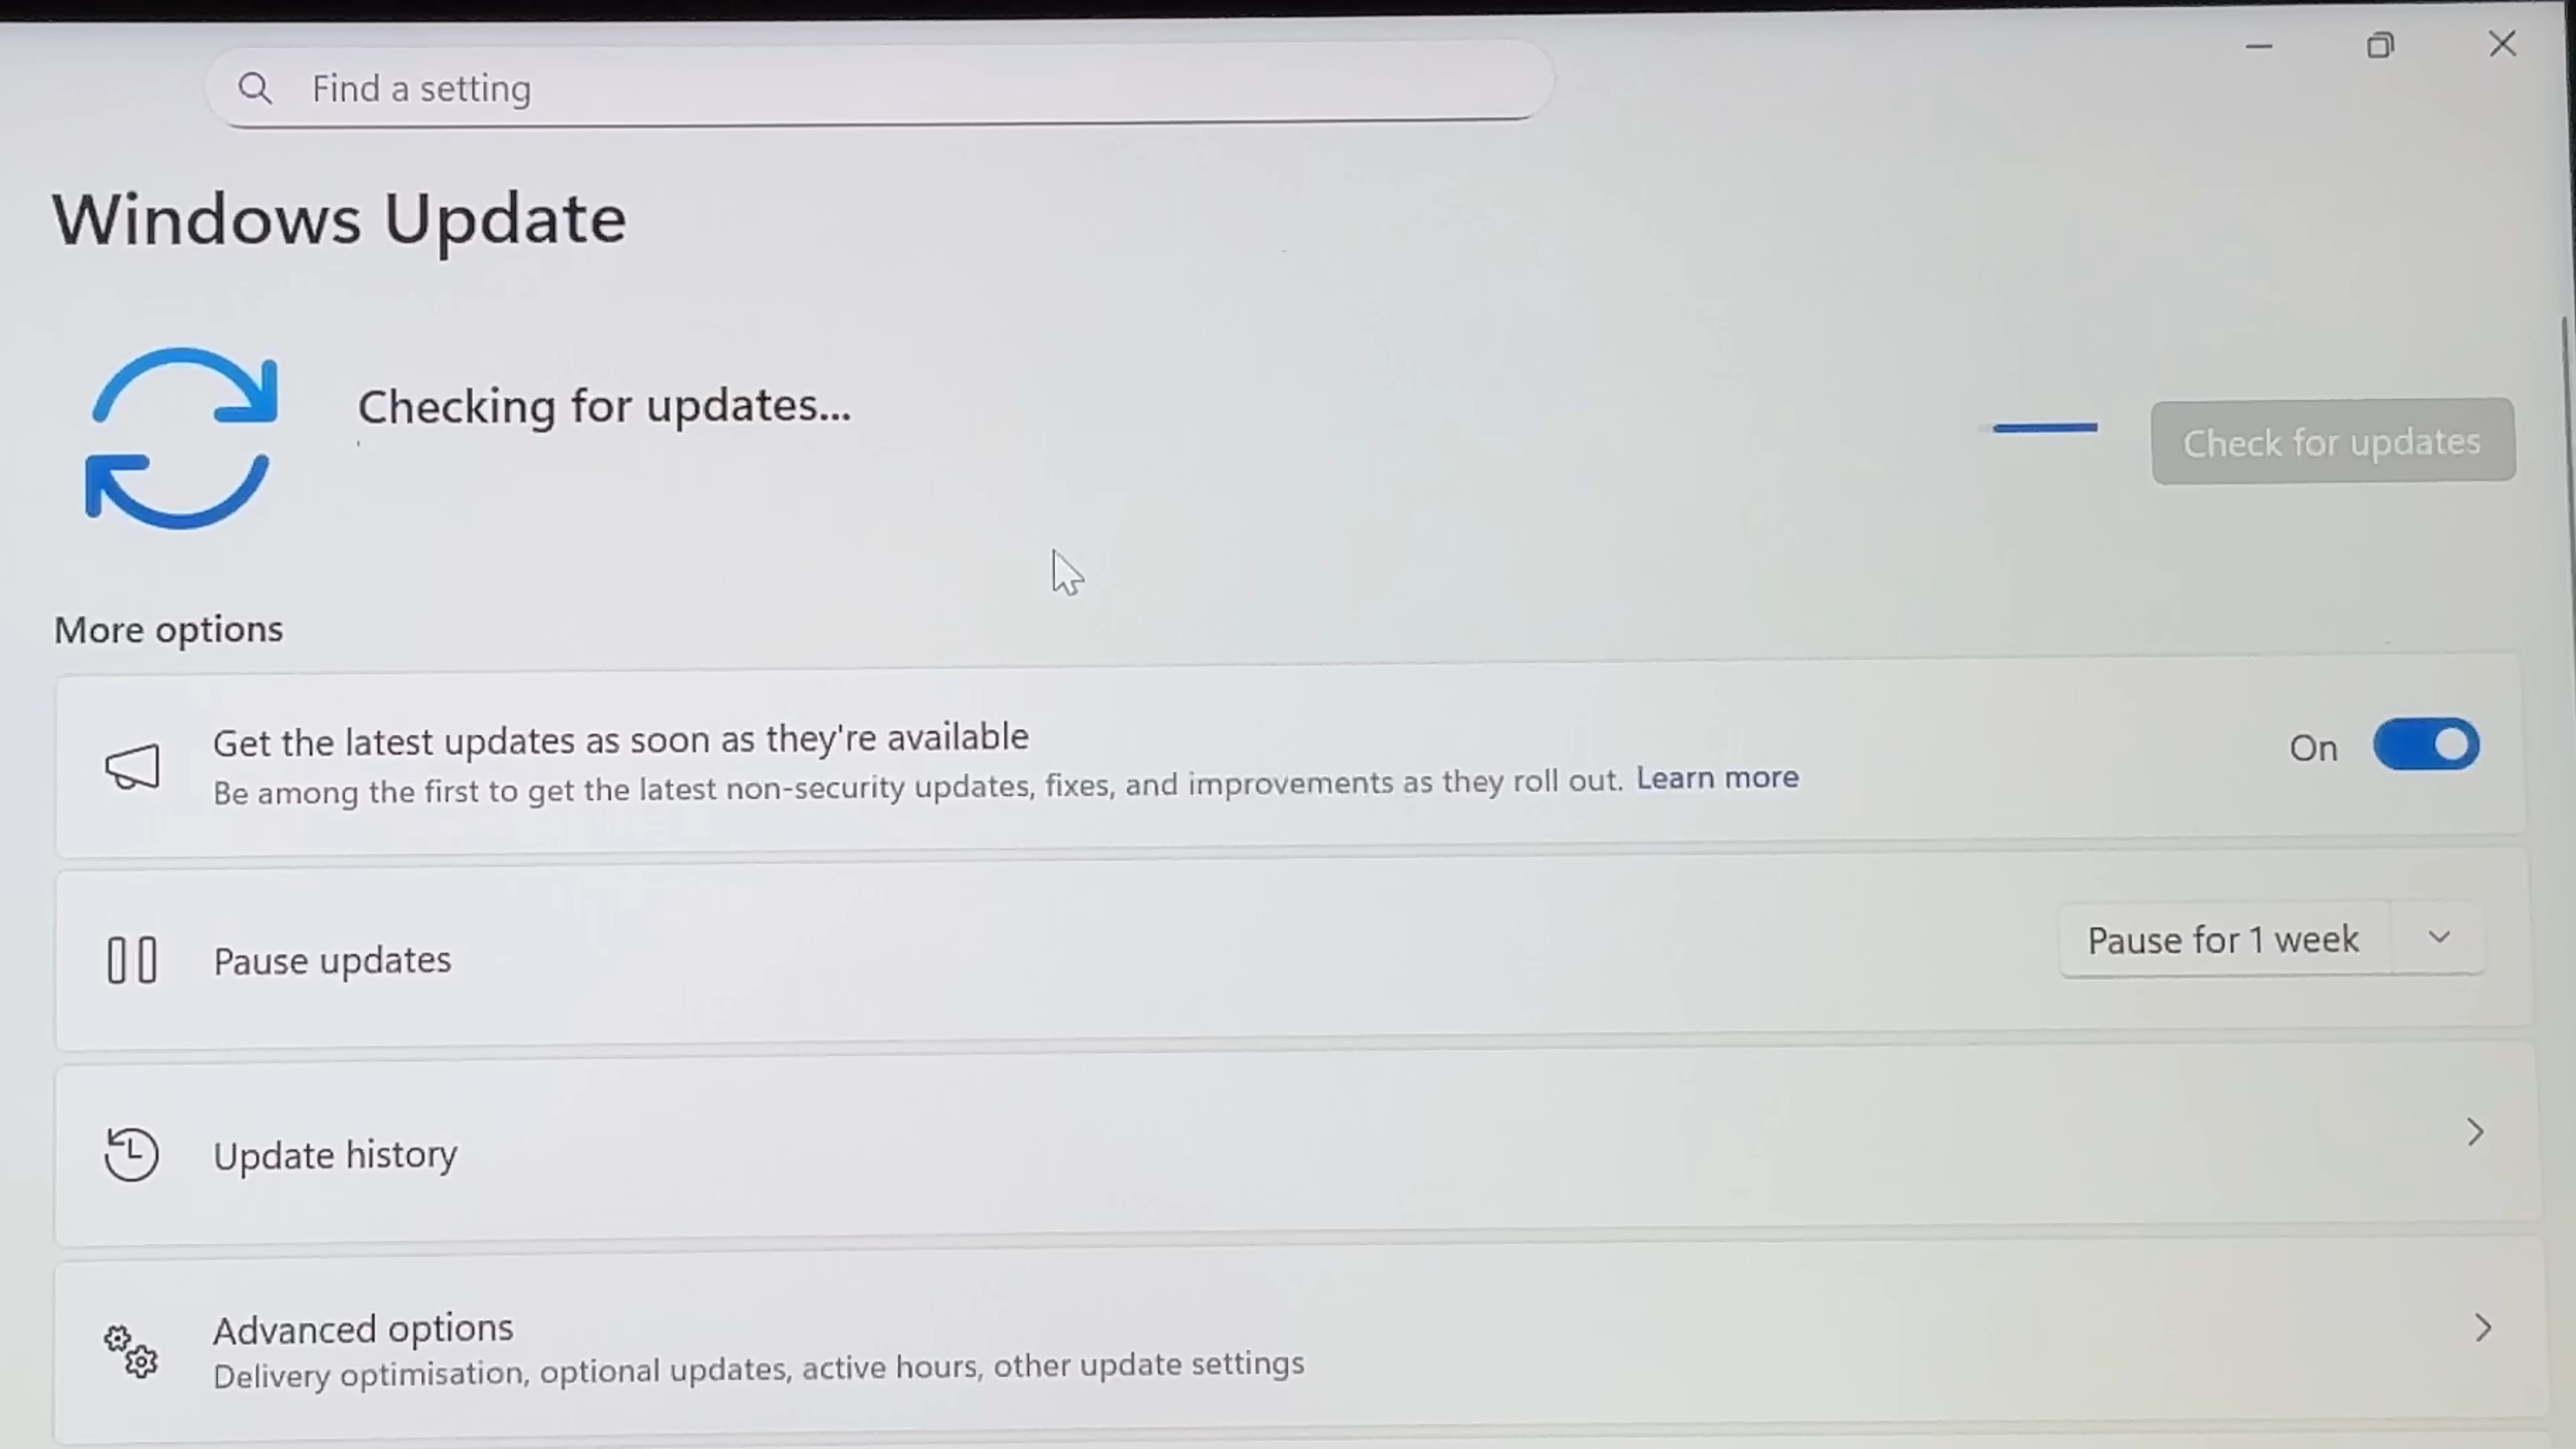 Find a setting
Windows Update
Checking for updates...
Check for updates
More options
Get the latest updates as soon as they're available
Be among the first to get the latest non-security updates, fixes, and improvements as they roll out. Learn more
On
Pause updates
Pause for 1 week
Update history
Advanced options
Delivery optimisation, optional updates, active hours, other update settings